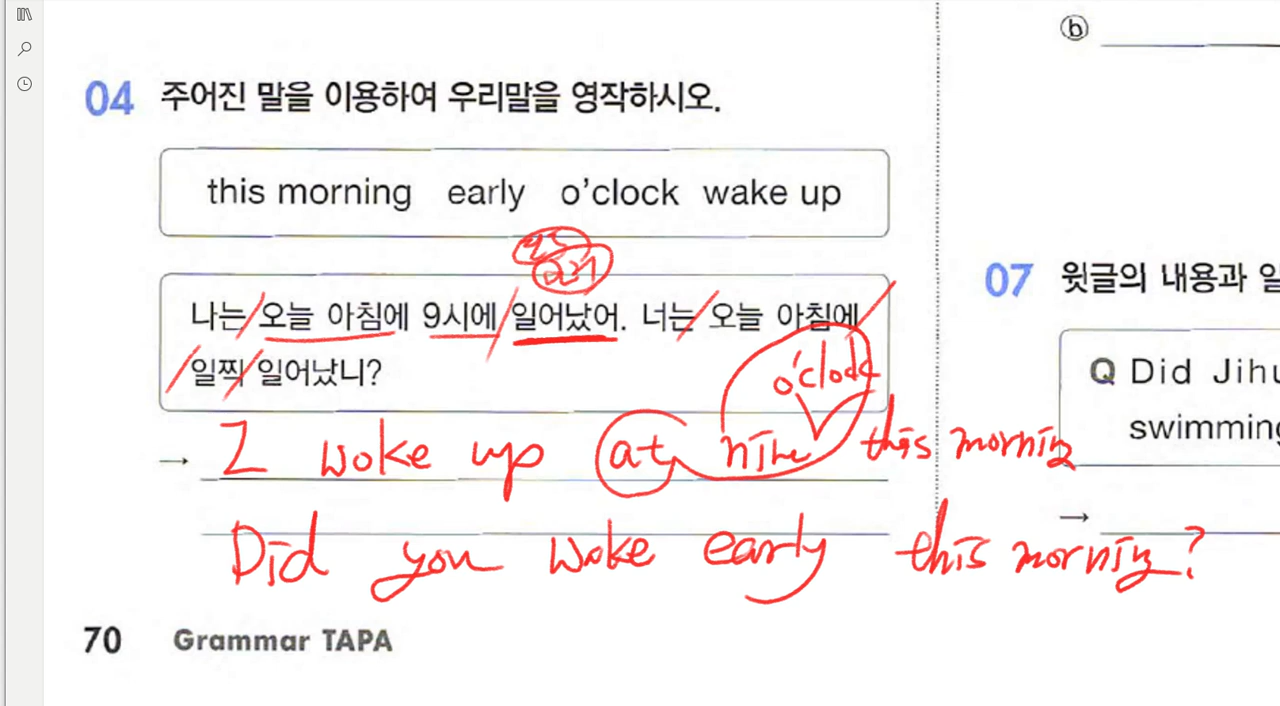 ⓑ
04 주어진 말을 이용하여 우리말을 영작하시오.
this morning early o'clock wake up
나는 오늘 아침에 9시에 일어났어. 너는 오늘 아침에
일찍 일어났니?
o'clock
→ I woke up at nine this morning
Did you woke early this morning?
70 Grammar TAPA
07 윗글의 내용과 일
Q Did Jihu
swimming
→